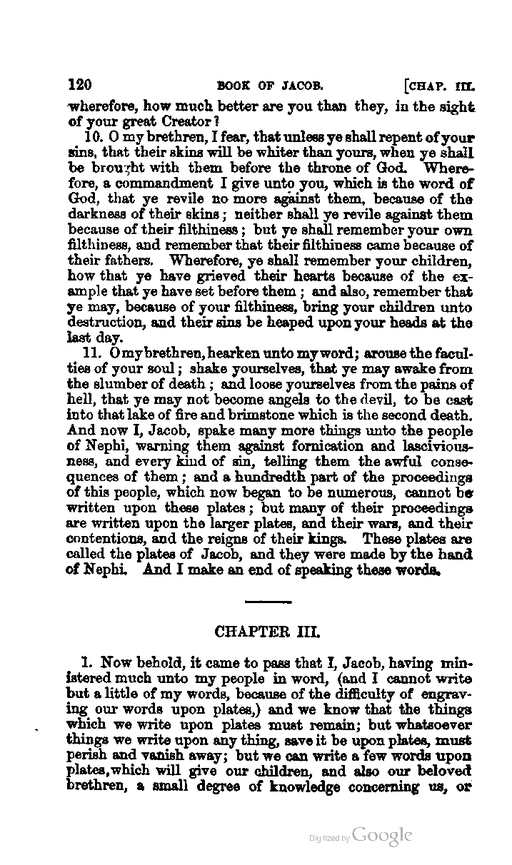 120 BOOK OF JACOB. [CHAP. III.
wherefore, how much better are you than they, in the sight
of your great Creator?
10. O my brethren, I fear, that unless ye shall repent of your
sins, that their skins will be whiter than yours, when ye shall
be brought with them before the throne of God. Where-
fore, a commandment I give unto you, which is the word of
God, that ye revile no more against them, because of the
darkness of their skins; neither shall ye revile against them
because of their filthiness; but ye shall remember your own
filthiness, and remember that their filthiness came because of
their fathers. Wherefore, ye shall remember your children,
how that ye have grieved their hearts because of the ex-
ample that ye have set before them; and also, remember that
ye may, because of your filthiness, bring your children unto
destruction, and their sins be heaped upon your heads at the
last day.
11. O my brethren, hearken unto my word; arouse the facul-
ties of your soul; shake yourselves, that ye may awake from
the slumber of death; and loose yourselves from the pains of
hell, that ye may not become angels to the devil, to be cast
into that lake of fire and brimstone which is the second death.
And now I, Jacob, spake many more things unto the people
of Nephi, warning them against fornication and lascivious-
ness, and every kind of sin, telling them the awful conse-
quences of them; and a hundredth part of the proceedings
of this people, which now began to be numerous, cannot be
written upon these plates; but many of their proceedings
are written upon the larger plates, and their wars, and their
contentions, and the reigns of their kings. These plates are
called the plates of Jacob, and they were made by the hand
of Nephi. And I make an end of speaking these words.
CHAPTER III.
1. Now behold, it came to pass that I, Jacob, having min-
istered much unto my people in word, (and I cannot write
but a little of my words, because of the difficulty of engrav-
ing our words upon plates,) and we know that the things
which we write upon plates must remain; but whatsoever
things we write upon any thing, save it be upon plates, must
perish and vanish away; but we can write a few words upon
plates, which will give our children, and also our beloved
brethren, a small degree of knowledge concerning us, or
Digitized by Google